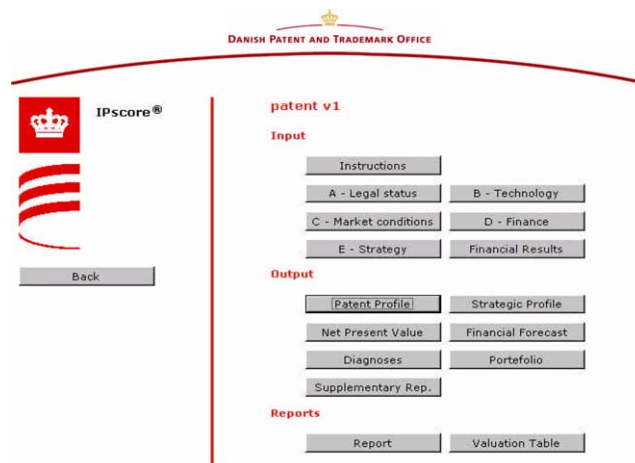 DANISH PATENT AND TRADEMARK OFFICE
IPscore®
Back
patent v1
Input
Instructions
A - Legal status B - Technology
C - Market conditions D - Finance
E - Strategy Financial Results
Output
Patent Profile Strategic Profile
Net Present Value Financial Forecast
Diagnoses Portefolio
Supplementary Rep.
Reports
Report Valuation Table